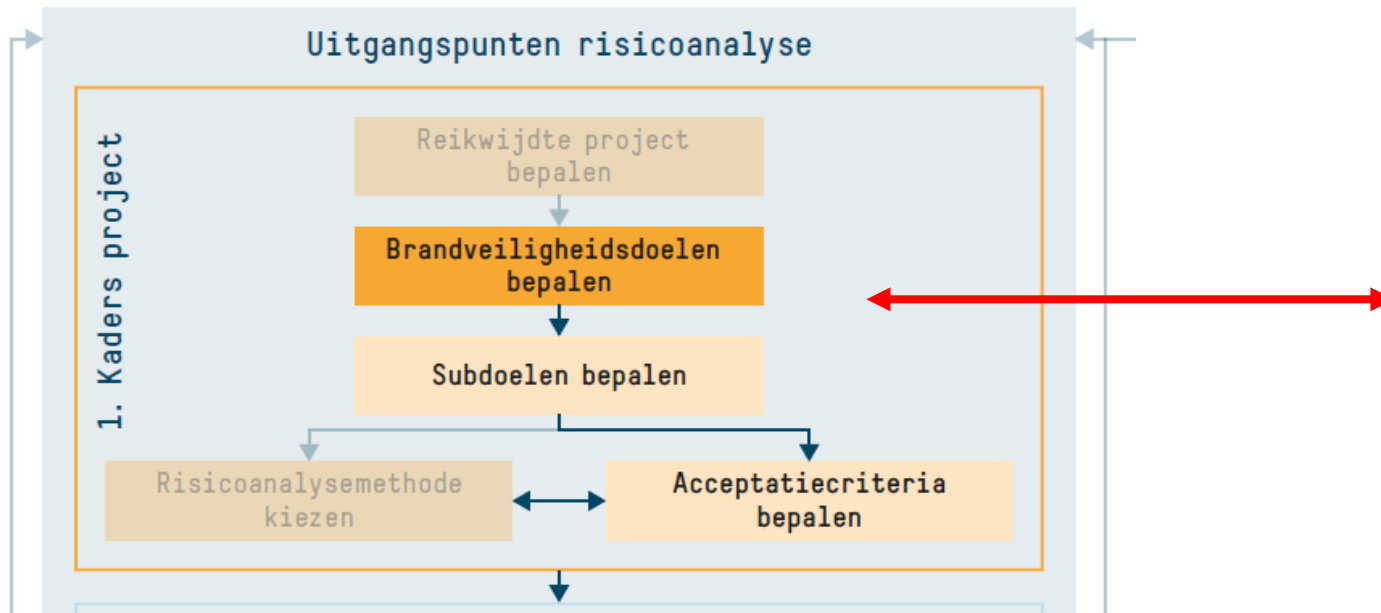 Uitgangspunten risicoanalyse
1. Kaders project
Reikwijdte project
bepalen
Brandveiligheidsdoelen
bepalen
Subdoelen bepalen
Risicoanalysemethode
kiezen
Acceptatiecriteria
bepalen